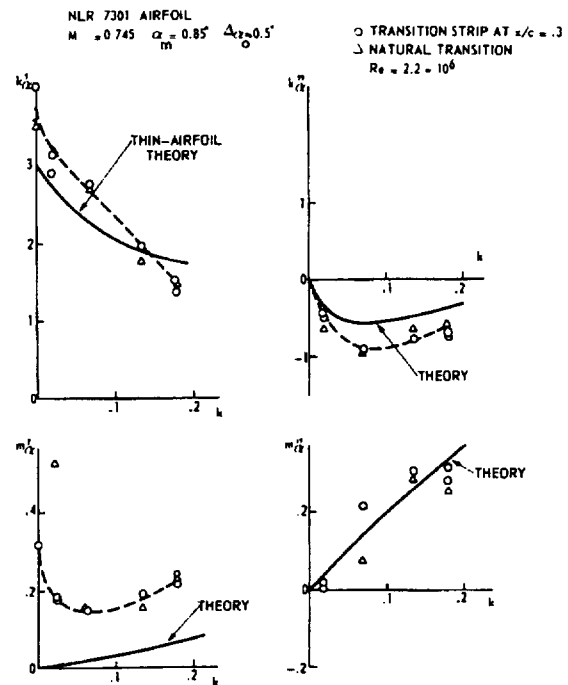 NLR 7301 AIRFOIL
M = 0.745 α = 0.85° Δα = 0.5°
m o
O TRANSITION STRIP AT x/c = .3
△ NATURAL TRANSITION
Re = 2.2 × 10⁶
k'α
3
2
1
0
THIN-AIRFOIL
THEORY
.1 .2 k
k"α
1
0
-1
k
.1 .2
THEORY
m'α
.4
.2
0
THEORY
.1 .2 k
m"α
.2
0
-.2
THEORY
.1 .2 k